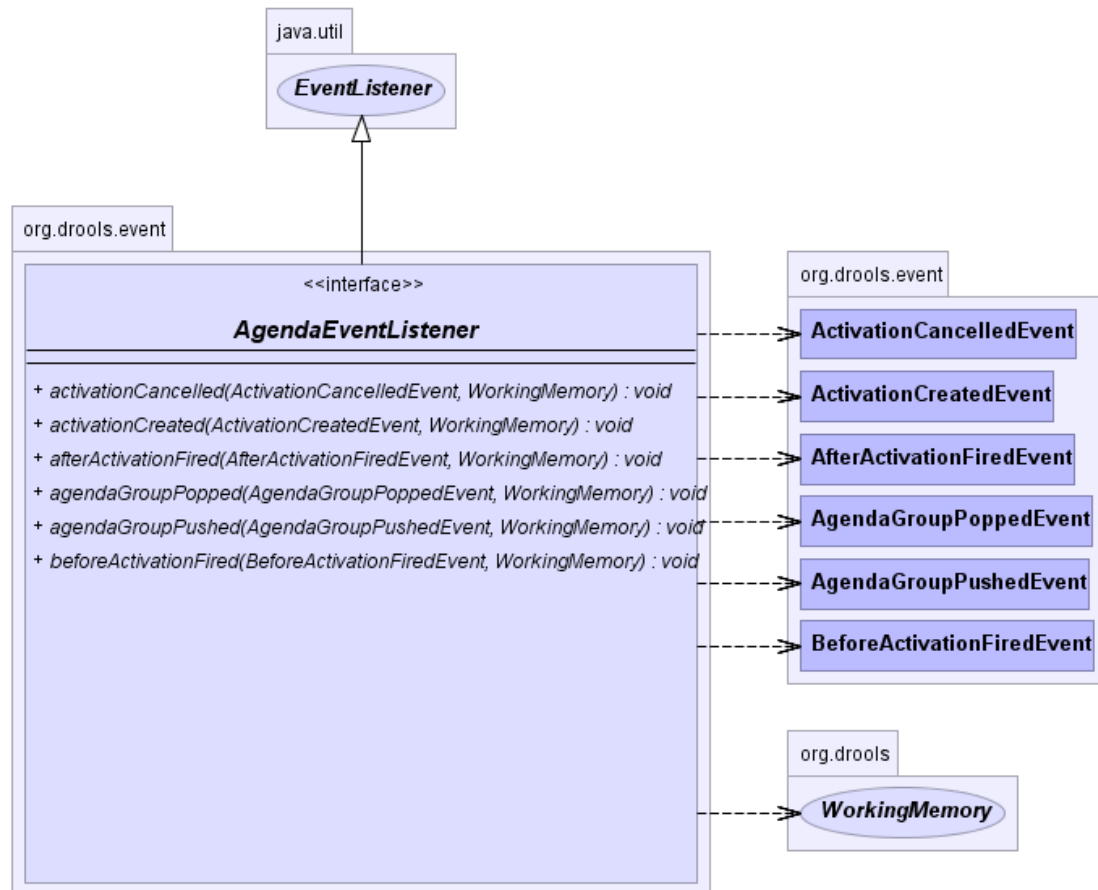 java.util
EventListener
org.drools.event
<<interface>>
AgendaEventListener
+ activationCancelled(ActivationCancelledEvent, WorkingMemory) : void
+ activationCreated(ActivationCreatedEvent, WorkingMemory) : void
+ afterActivationFired(AfterActivationFiredEvent, WorkingMemory) : void
+ agendaGroupPopped(AgendaGroupPoppedEvent, WorkingMemory) : void
+ agendaGroupPushed(AgendaGroupPushedEvent, WorkingMemory) : void
+ beforeActivationFired(BeforeActivationFiredEvent, WorkingMemory) : void
org.drools.event
ActivationCancelledEvent
ActivationCreatedEvent
AfterActivationFiredEvent
AgendaGroupPoppedEvent
AgendaGroupPushedEvent
BeforeActivationFiredEvent
org.drools
WorkingMemory